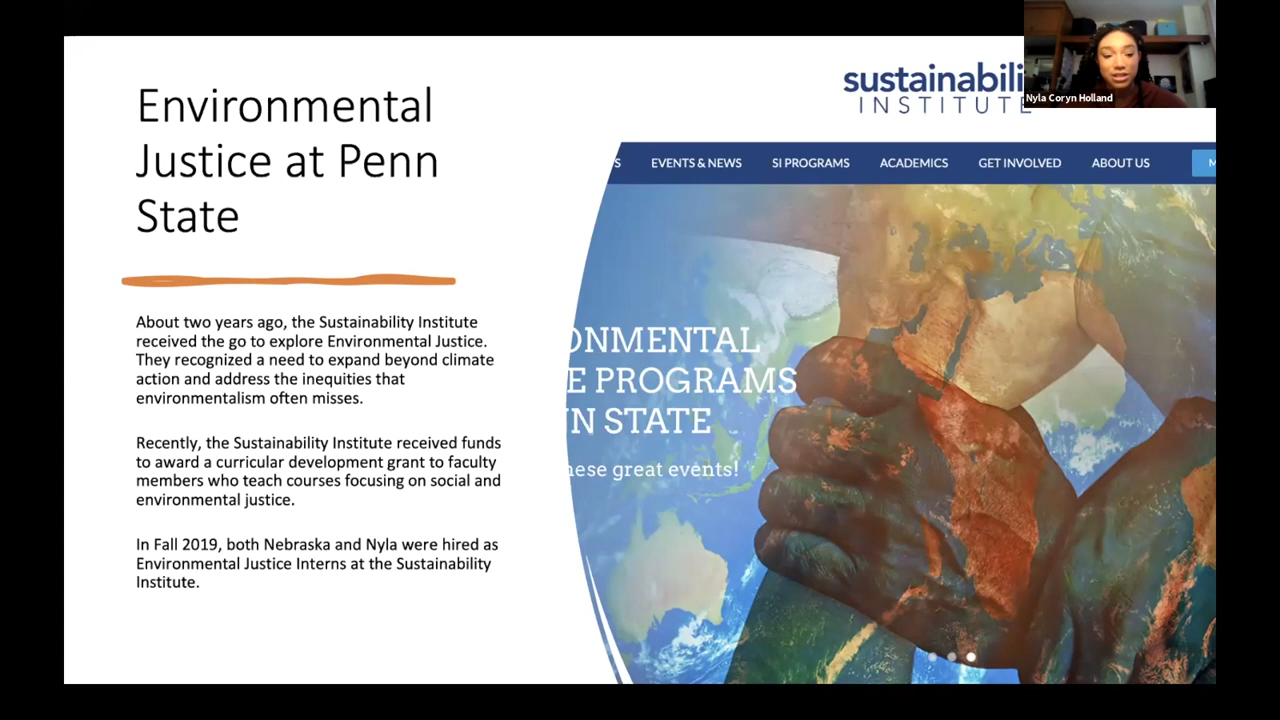 Environmental
Justice at Penn
State
About two years ago, the Sustainability Institute
received the go to explore Environmental Justice.
They recognized a need to expand beyond climate
action and address the inequities that
environmentalism often misses.
Recently, the Sustainability Institute received funds
to award a curricular development grant to faculty
members who teach courses focusing on social and
environmental justice.
In Fall 2019, both Nebraska and Nyla were hired as
Environmental Justice Interns at the Sustainability
Institute.
sustainabili
INSTITUTE
Nyla Coryn Holland
S EVENTS & NEWS SI PROGRAMS ACADEMICS GET INVOLVED ABOUT US M
ONMENTAL
E PROGRAMS
N STATE
hese great events!